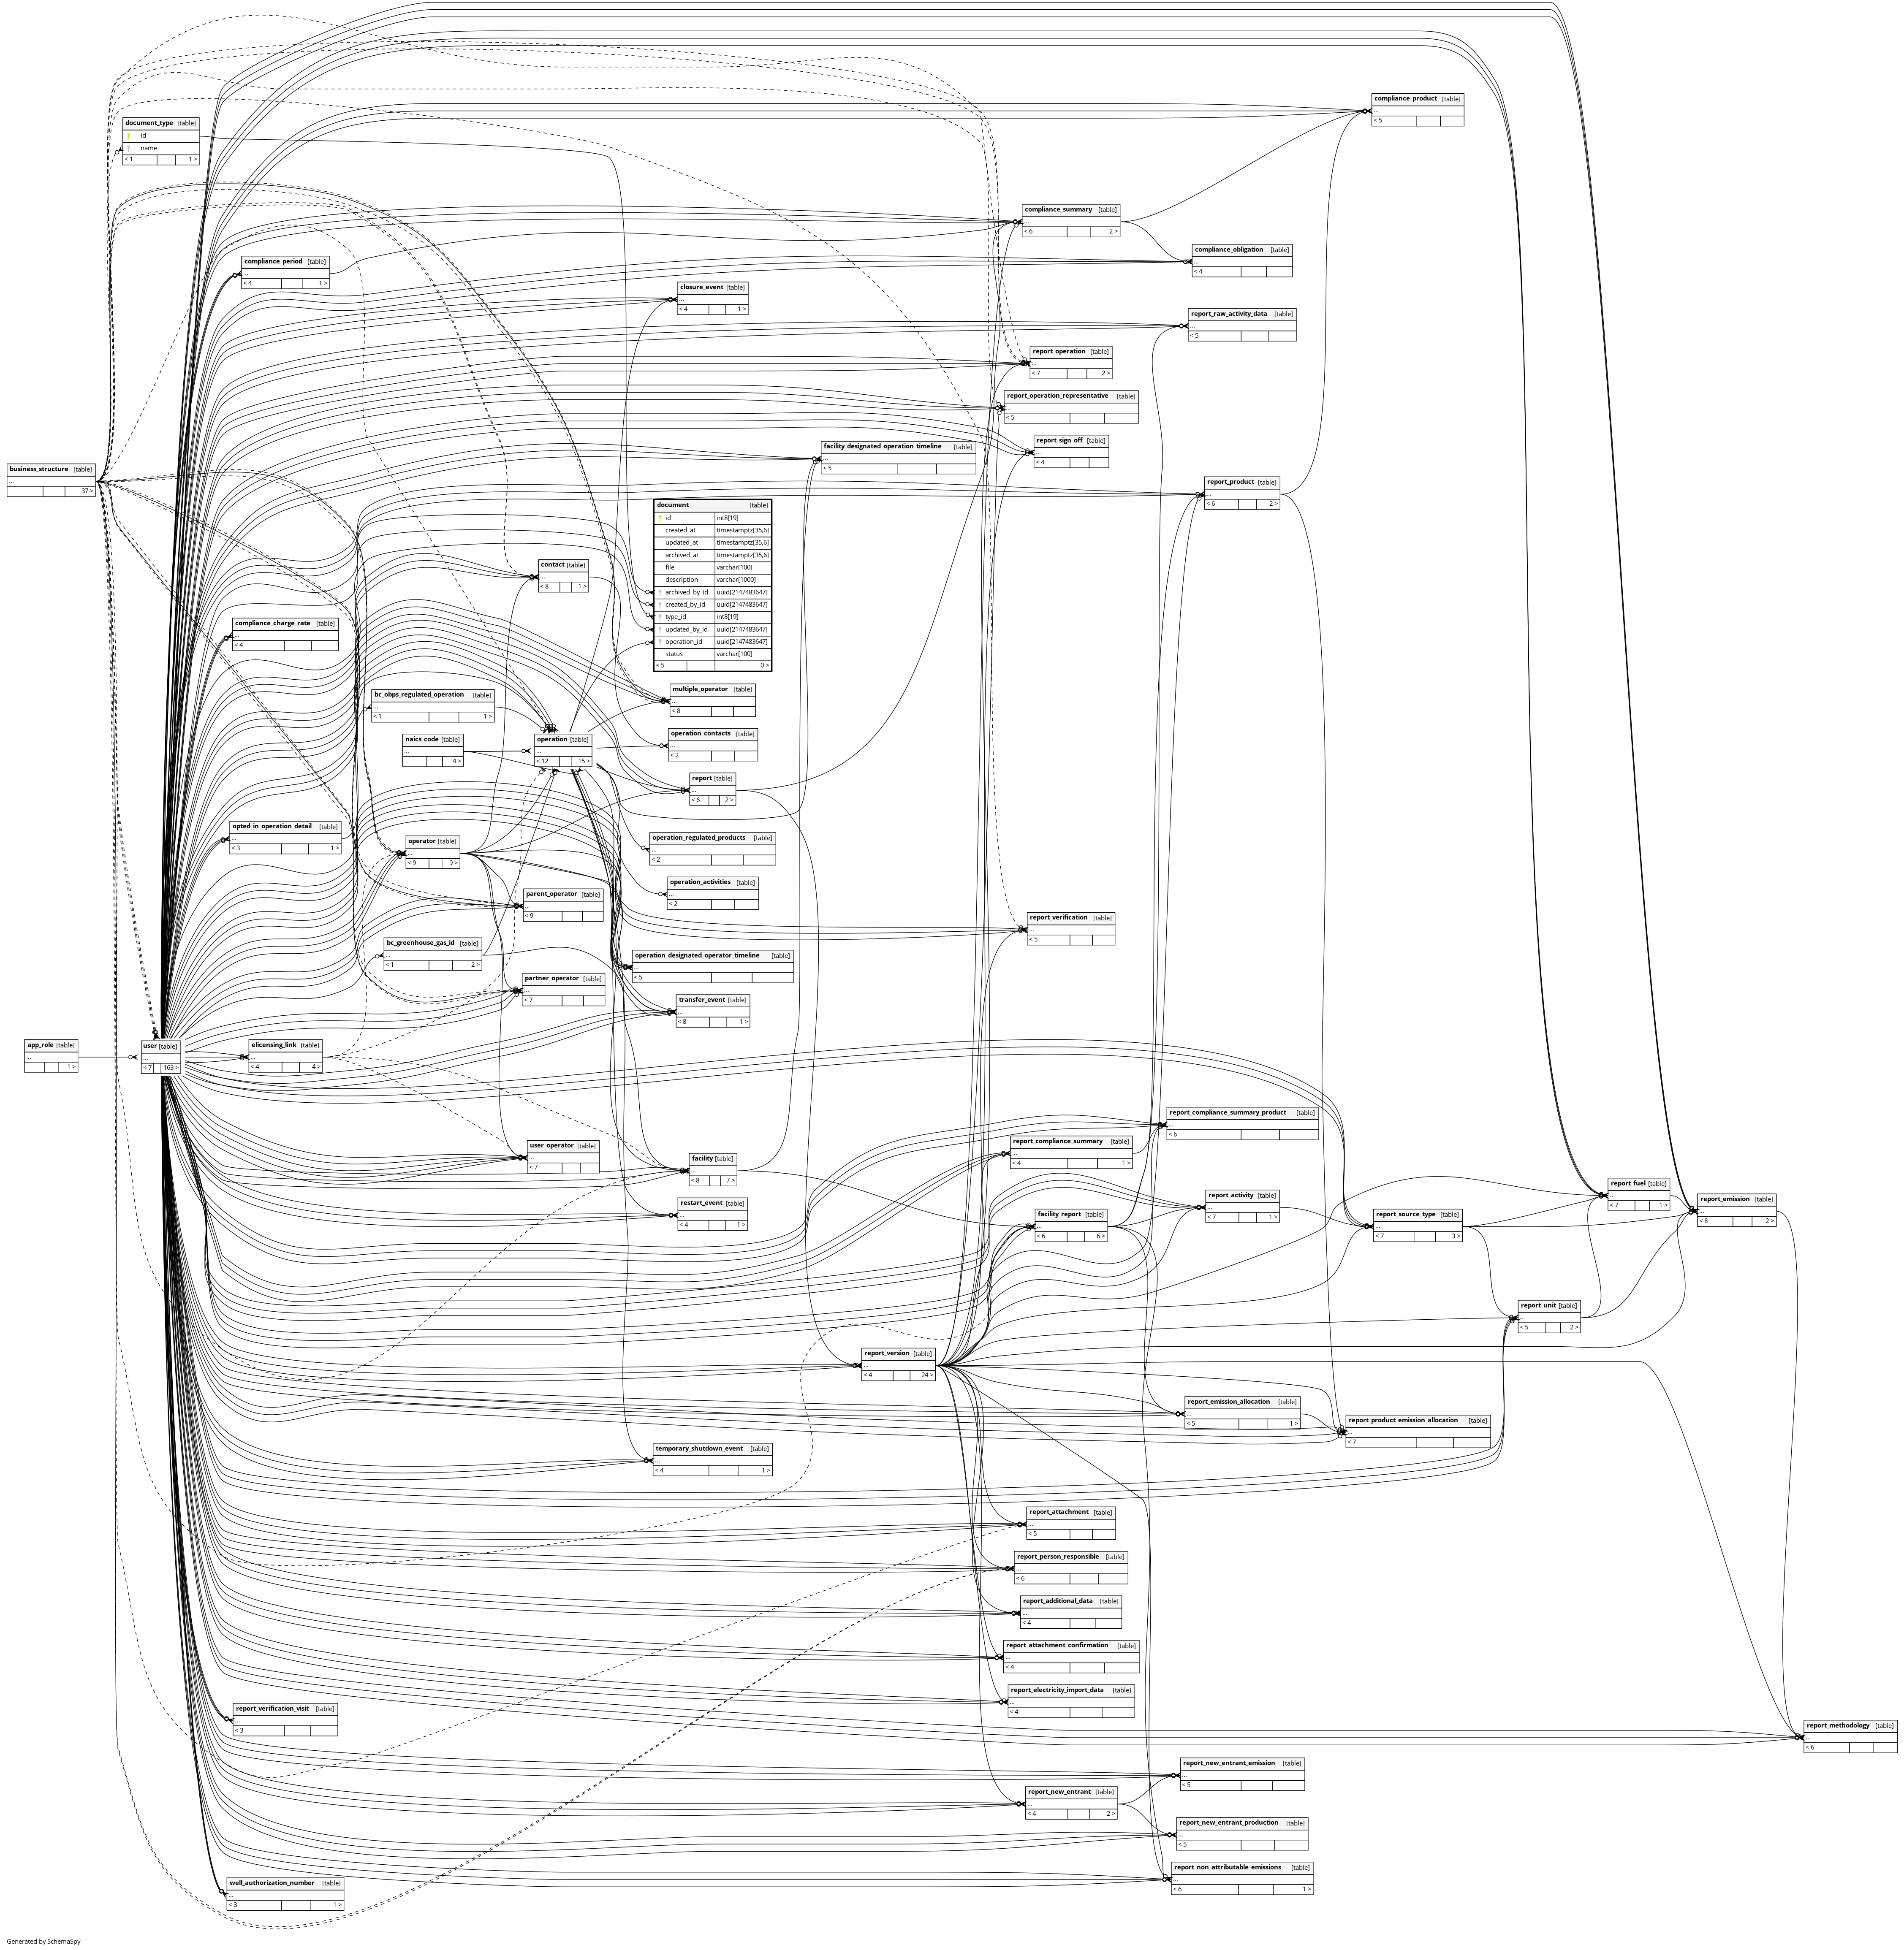 compliance_product [table]
...
< 5
document_type [table]
id
name
< 1 1 >
compliance_summary [table]
...
< 6 2 >
compliance_obligation [table]
...
< 4
compliance_period [table]
...
< 4 1 >
closure_event [table]
...
< 4 1 >
report_raw_activity_data [table]
...
< 5
report_operation [table]
...
< 7 2 >
report_operation_representative [table]
...
< 5
report_sign_off [table]
...
< 4
facility_designated_operation_timeline [table]
...
< 5
business_structure [table]
...
37 >
report_product [table]
...
< 6 2 >
document [table]
id int8[19]
created_at timestamptz[35,6]
updated_at timestamptz[35,6]
archived_at timestamptz[35,6]
file varchar[100]
description varchar[1000]
archived_by_id uuid[2147483647]
created_by_id uuid[2147483647]
type_id int8[19]
updated_by_id uuid[2147483647]
operation_id uuid[2147483647]
status varchar[100]
< 5 0 >
contact [table]
...
< 8 1 >
compliance_charge_rate [table]
...
< 4
bc_obps_regulated_operation [table]
...
< 1 1 >
multiple_operator [table]
...
< 8
naics_code [table]
...
4 >
operation [table]
...
< 12 15 >
operation_contacts [table]
...
< 2
report [table]
...
< 6 2 >
opted_in_operation_detail [table]
...
< 3 1 >
operator [table]
...
< 9 9 >
operation_regulated_products [table]
...
< 2
operation_activities [table]
...
< 2
parent_operator [table]
...
< 9
report_verification [table]
...
< 5
bc_greenhouse_gas_id [table]
...
< 1 2 >
operation_designated_operator_timeline [table]
...
< 5
partner_operator [table]
...
< 7
transfer_event [table]
...
< 8 1 >
app_role [table]
...
1 >
user [table]
...
< 7 163 >
elicensing_link [table]
...
< 4 4 >
report_compliance_summary_product [table]
...
< 6
user_operator [table]
...
< 7
report_compliance_summary [table]
...
< 4 1 >
facility [table]
...
< 8 7 >
report_fuel [table]
...
< 7 1 >
report_activity [table]
...
< 7 1 >
report_emission [table]
...
< 8 2 >
restart_event [table]
...
< 4 1 >
facility_report [table]
...
< 6 6 >
report_source_type [table]
...
< 7 3 >
report_unit [table]
...
< 5 2 >
report_version [table]
...
< 4 24 >
report_emission_allocation [table]
...
< 5 1 >
report_product_emission_allocation [table]
...
< 7
temporary_shutdown_event [table]
...
< 4 1 >
report_attachment [table]
...
< 5
report_person_responsible [table]
...
< 6
report_additional_data [table]
...
< 4
report_attachment_confirmation [table]
...
< 4
report_electricity_import_data [table]
...
< 4
report_verification_visit [table]
...
< 3
report_methodology [table]
...
< 6
report_new_entrant_emission [table]
...
< 5
report_new_entrant [table]
...
< 4 2 >
report_new_entrant_production [table]
...
< 5
report_non_attributable_emissions [table]
...
< 6 1 >
well_authorization_number [table]
...
< 3 1 >
Generated by SchemaSpy